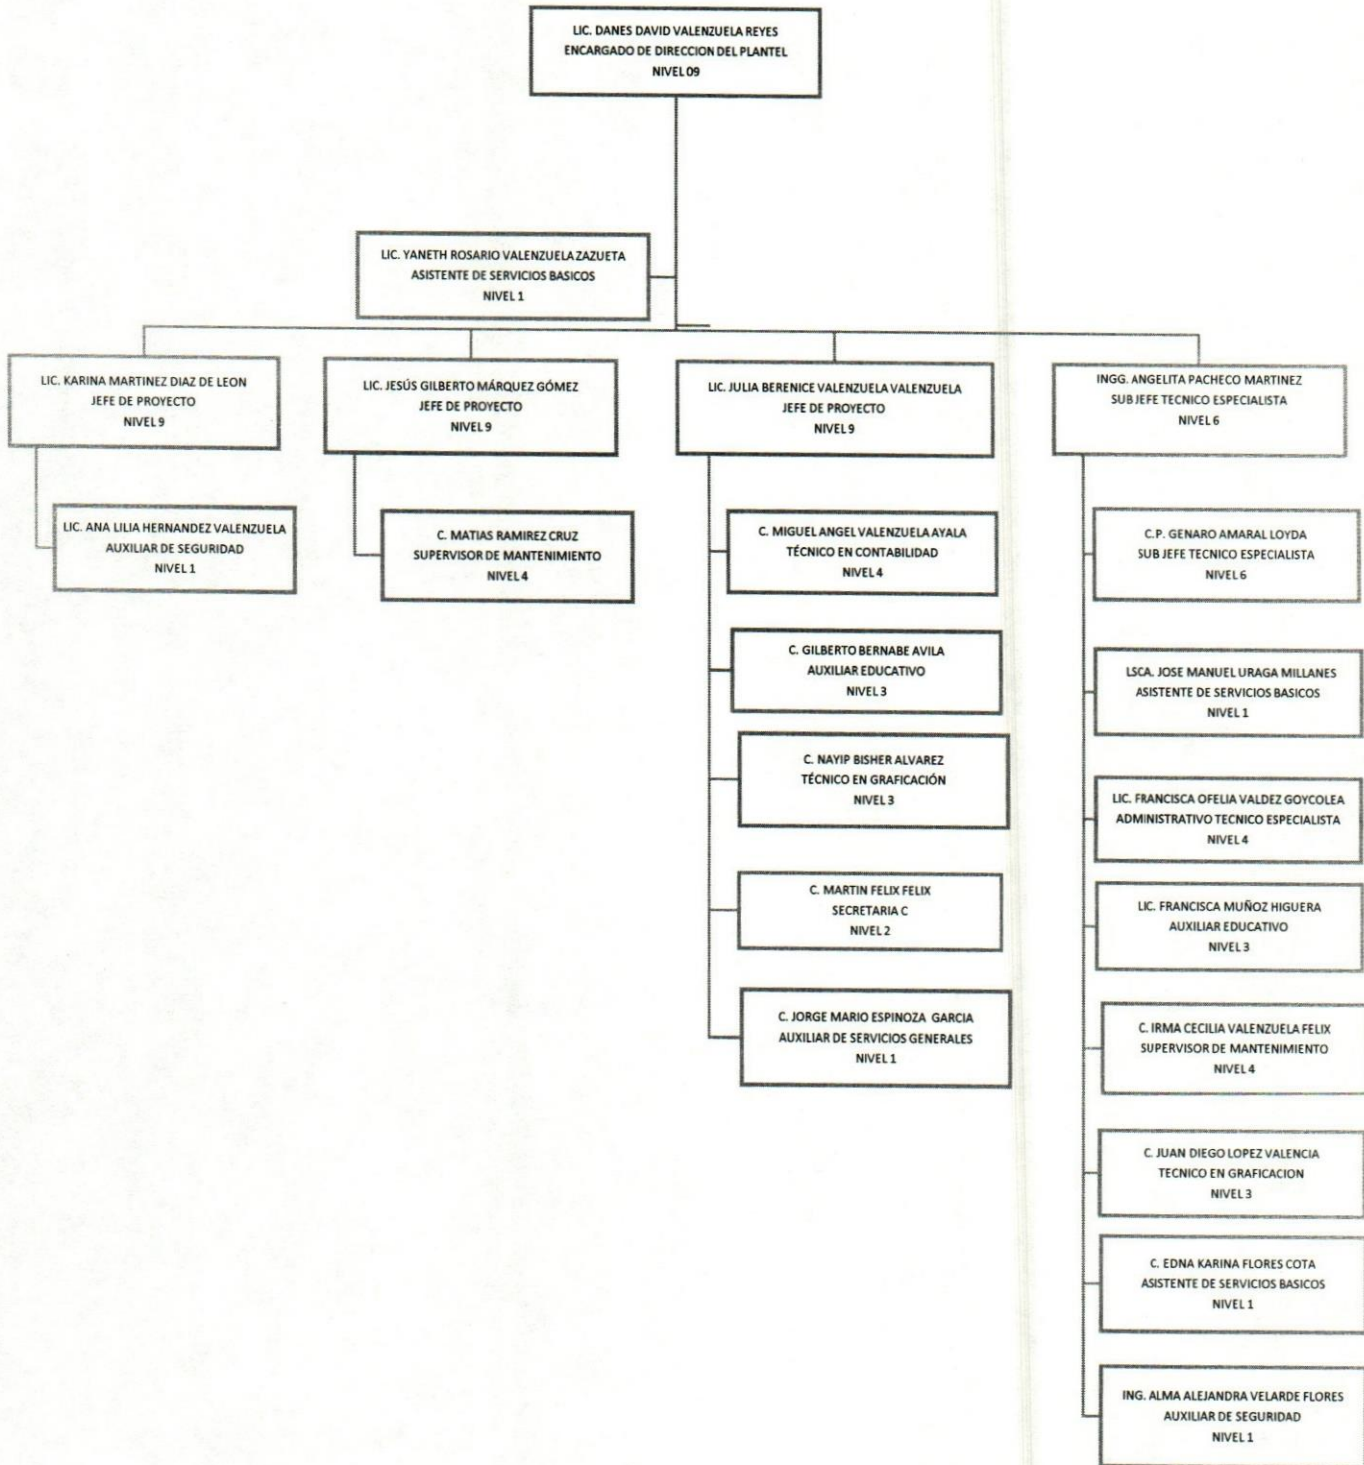 LIC. DANES DAVID VALENZUELA REYES
ENCARGADO DE DIRECCION DEL PLANTEL
NIVEL 09
LIC. YANETH ROSARIO VALENZUELA ZAZUETA
ASISTENTE DE SERVICIOS BASICOS
NIVEL 1
LIC. KARINA MARTINEZ DIAZ DE LEON
JEFE DE PROYECTO
NIVEL 9
LIC. ANA LILIA HERNANDEZ VALENZUELA
AUXILIAR DE SEGURIDAD
NIVEL 1
LIC. JESÚS GILBERTO MÁRQUEZ GÓMEZ
JEFE DE PROYECTO
NIVEL 9
C. MATIAS RAMIREZ CRUZ
SUPERVISOR DE MANTENIMIENTO
NIVEL 4
LIC. JULIA BERENICE VALENZUELA VALENZUELA
JEFE DE PROYECTO
NIVEL 9
C. MIGUEL ANGEL VALENZUELA AYALA
TÉCNICO EN CONTABILIDAD
NIVEL 4
C. GILBERTO BERNABE AVILA
AUXILIAR EDUCATIVO
NIVEL 3
C. NAYIP BISHER ALVAREZ
TÉCNICO EN GRAFICACIÓN
NIVEL 3
C. MARTIN FELIX FELIX
SECRETARIA C
NIVEL 2
C. JORGE MARIO ESPINOZA GARCIA
AUXILIAR DE SERVICIOS GENERALES
NIVEL 1
INGG. ANGELITA PACHECO MARTINEZ
SUB JEFE TECNICO ESPECIALISTA
NIVEL 6
C.P. GENARO AMARAL LOYDA
SUB JEFE TECNICO ESPECIALISTA
NIVEL 6
LSCA. JOSE MANUEL URAGA MILLANES
ASISTENTE DE SERVICIOS BASICOS
NIVEL 1
LIC. FRANCISCA OFELIA VALDEZ GOYCOLEA
ADMINISTRATIVO TECNICO ESPECIALISTA
NIVEL 4
LIC. FRANCISCA MUÑOZ HIGUERA
AUXILIAR EDUCATIVO
NIVEL 3
C. IRMA CECILIA VALENZUELA FELIX
SUPERVISOR DE MANTENIMIENTO
NIVEL 4
C. JUAN DIEGO LOPEZ VALENCIA
TECNICO EN GRAFICACION
NIVEL 3
C. EDNA KARINA FLORES COTA
ASISTENTE DE SERVICIOS BASICOS
NIVEL 1
ING. ALMA ALEJANDRA VELARDE FLORES
AUXILIAR DE SEGURIDAD
NIVEL 1